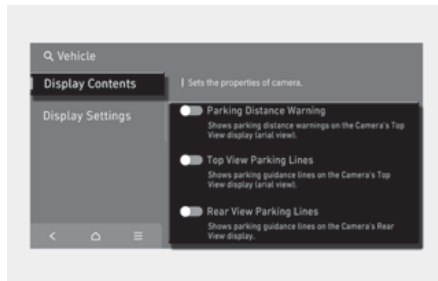 Vehicle
Display Contents
Sets the properties of camera.
Display Settings
Parking Distance Warning
Shows parking distance warnings on the Camera's Top
View display (arial view).
Top View Parking Lines
Shows parking guidance lines on the Camera's Top
View display (arial view).
Rear View Parking Lines
Shows parking guidance lines on the Camera's Rear
View display.